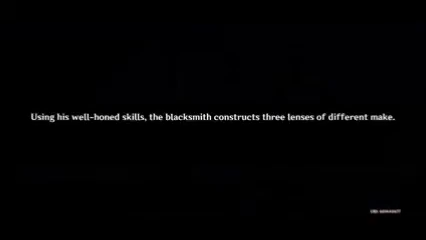 Using his well-honed skills, the blacksmith constructs three lenses of different make.